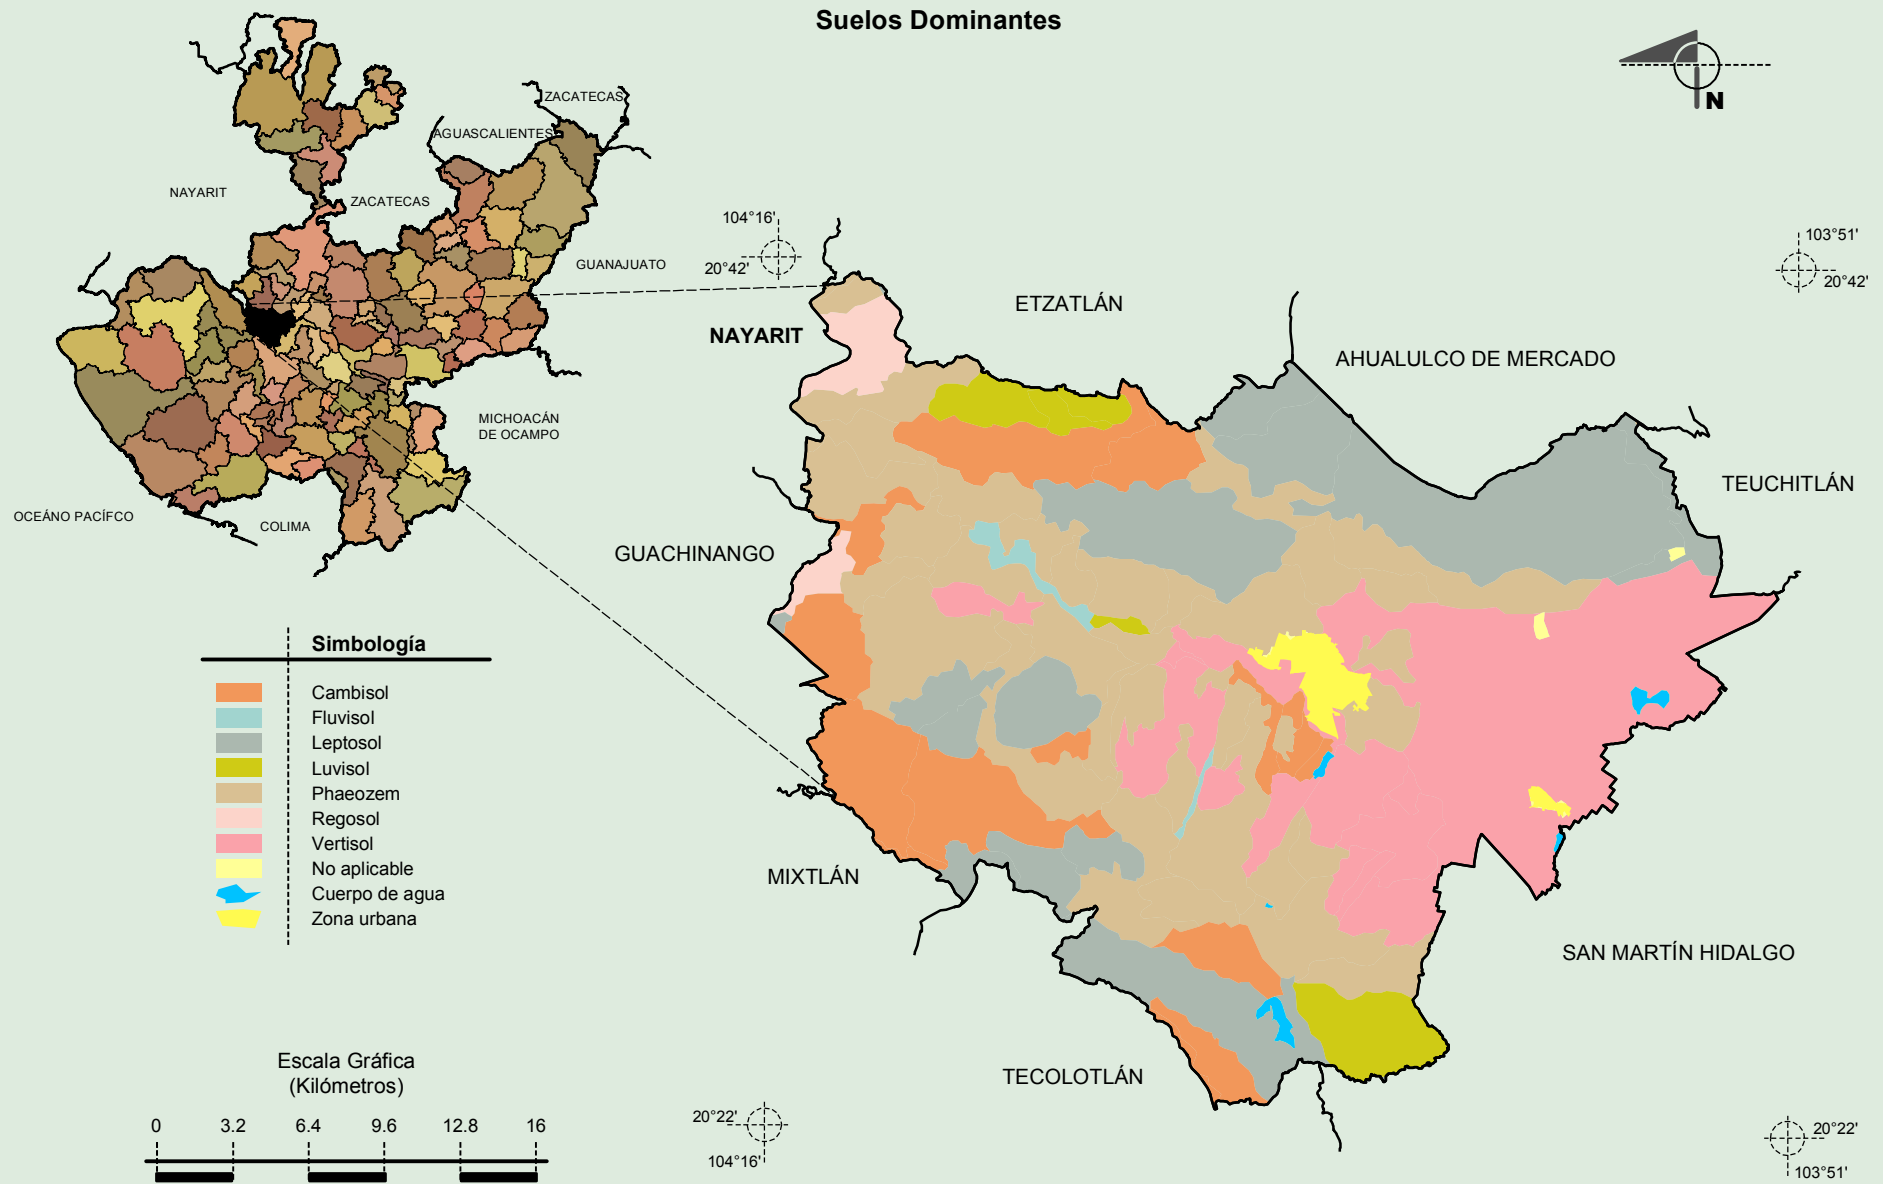 Suelos Dominantes
N
ZACATECAS
AGUASCALIENTES
NAYARIT
ZACATECAS
GUANAJUATO
MICHOACÁN
DE OCAMPO
OCEÁNO PACÍFCO
COLIMA
104°16'
20°42'
103°51'
20°42'
ETZATLÁN
NAYARIT
AHUALULCO DE MERCADO
TEUCHITLÁN
GUACHINANGO
MIXTLÁN
SAN MARTÍN HIDALGO
TECOLOTLÁN
Simbología
Cambisol
Fluvisol
Leptosol
Luvisol
Phaeozem
Regosol
Vertisol
No aplicable
Cuerpo de agua
Zona urbana
Escala Gráfica
(Kilómetros)
0 3.2 6.4 9.6 12.8 16
20°22'
104°16'
20°22'
103°51'